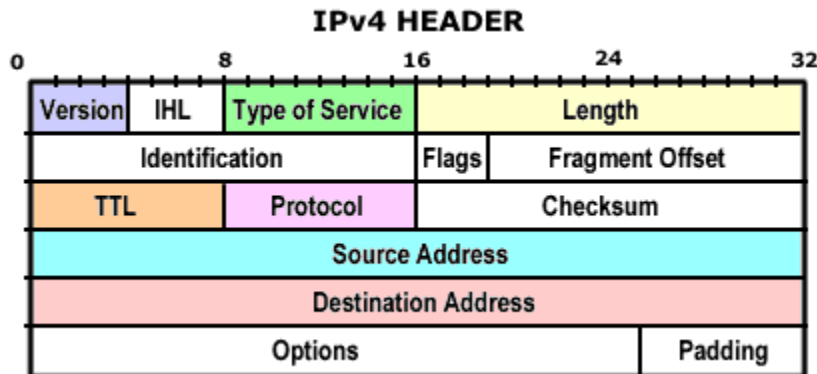 IPv4 HEADER
0 8 16 24 32
Version IHL Type of Service Length
Identification Flags Fragment Offset
TTL Protocol Checksum
Source Address
Destination Address
Options Padding